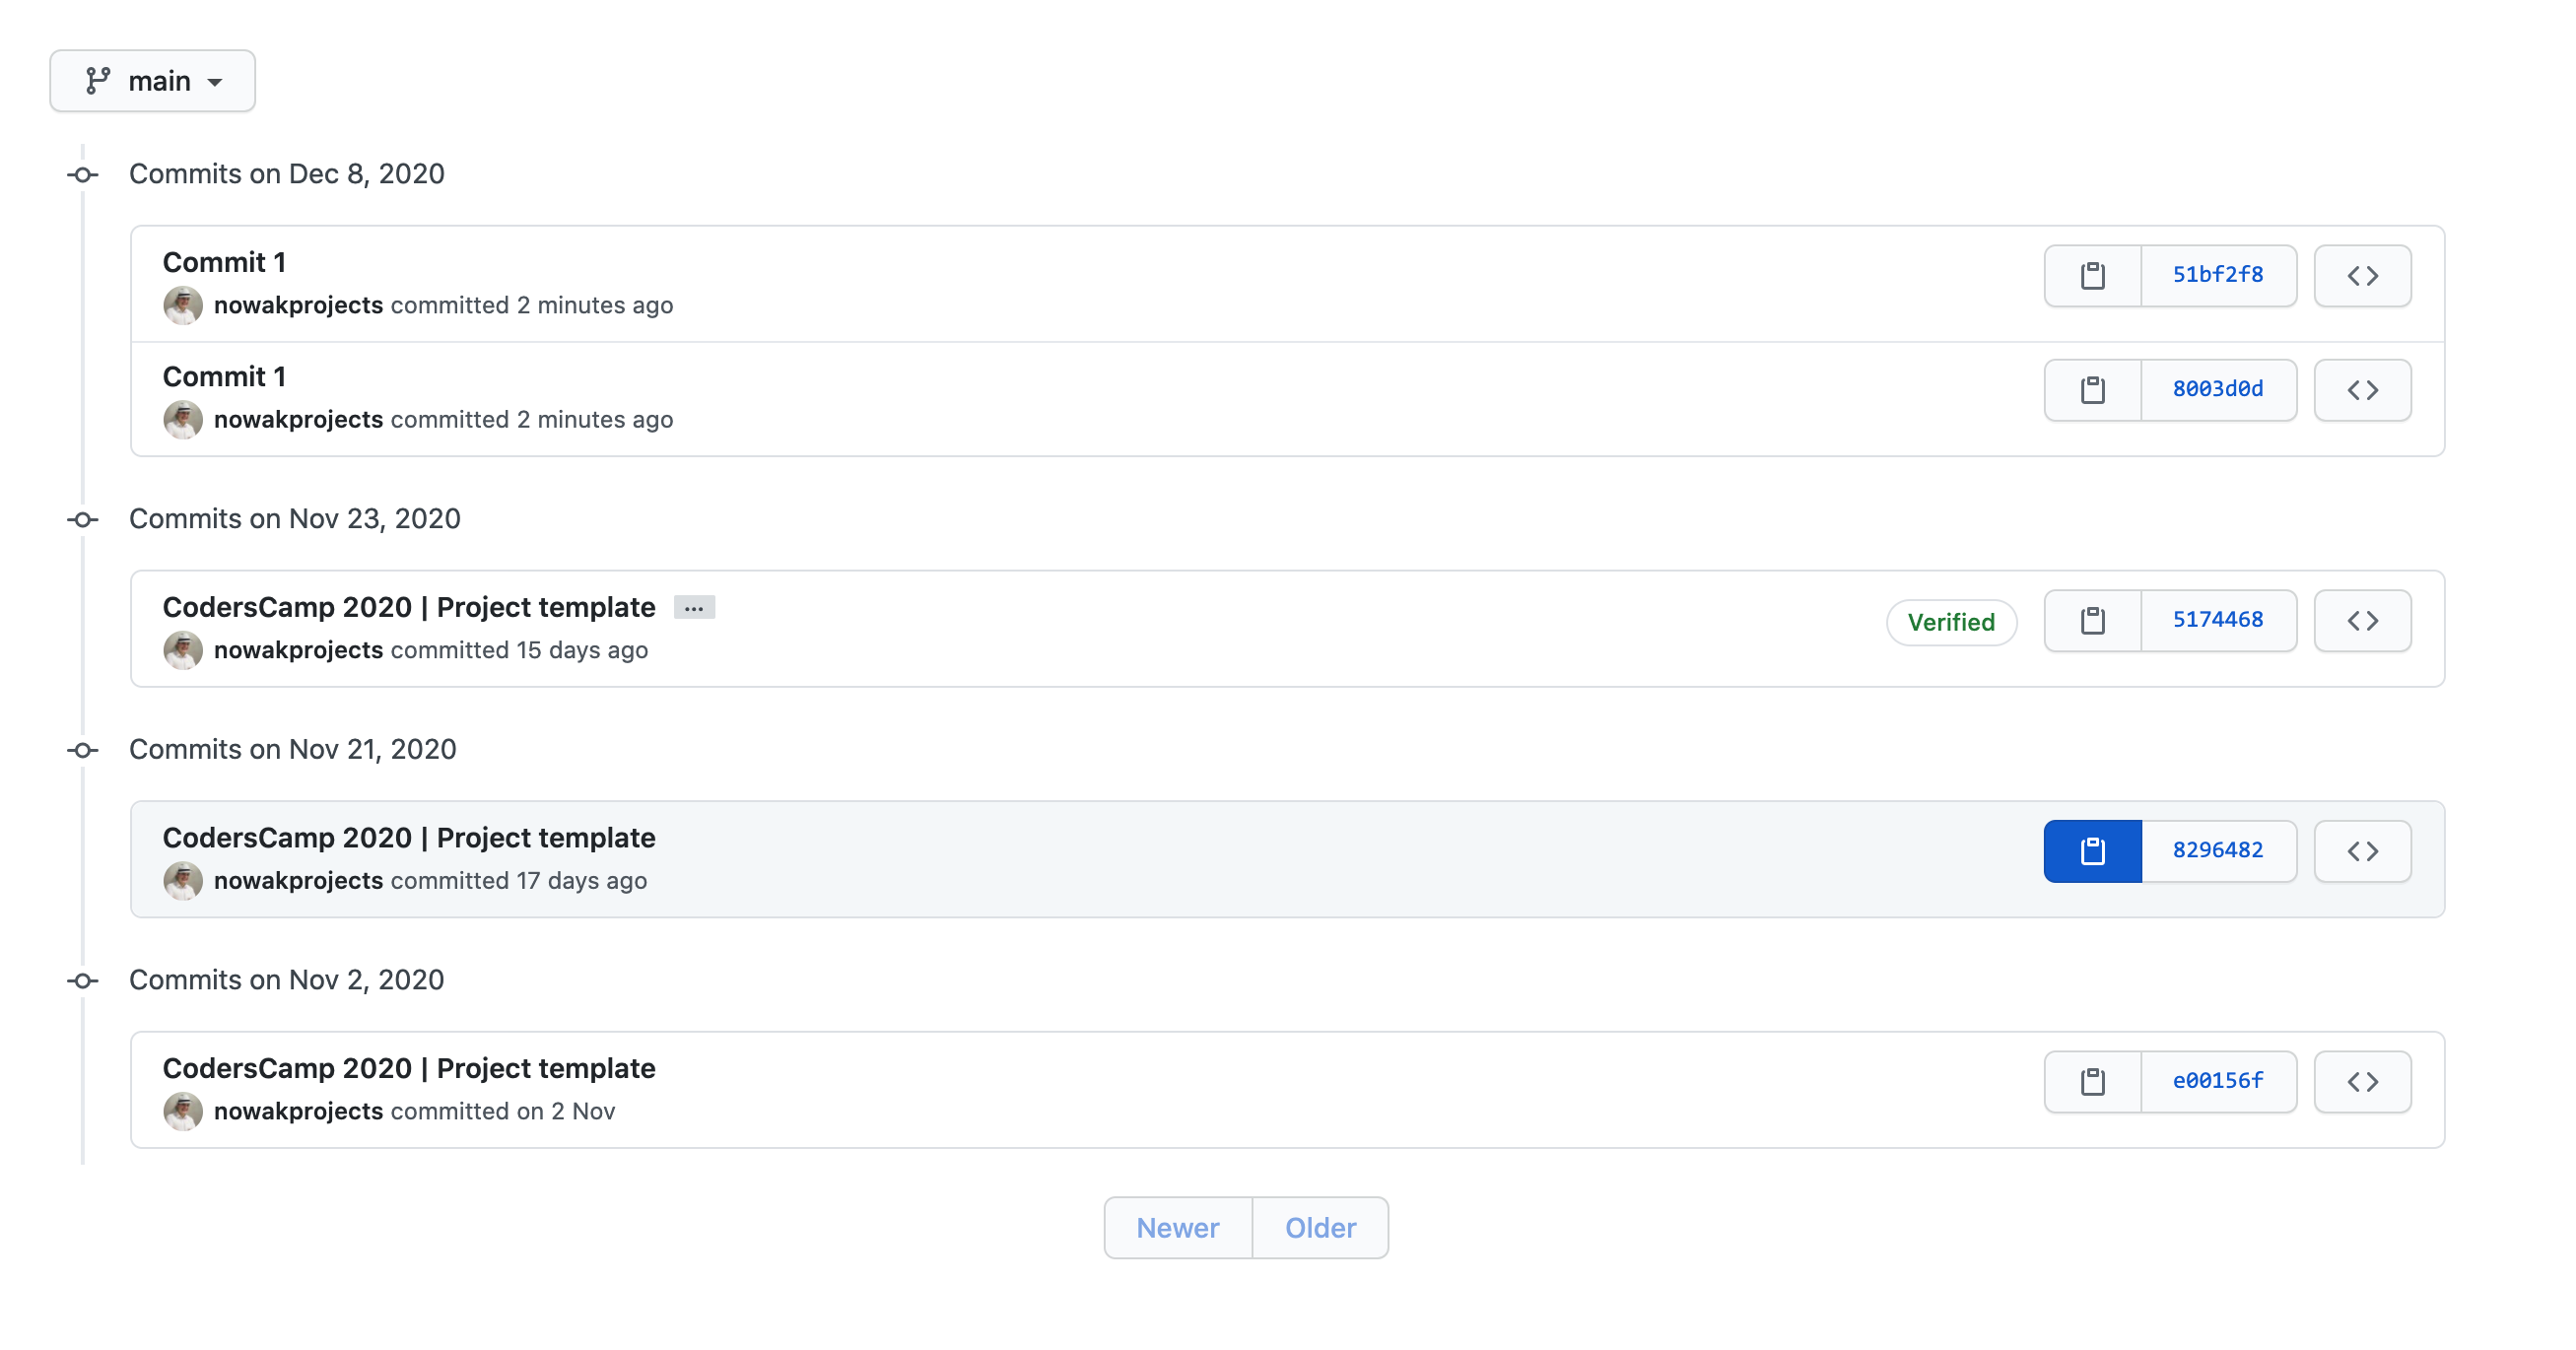 main
Commits on Dec 8, 2020
Commit 1
51bf2f8
nowakprojects committed 2 minutes ago
Commit 1
8003d0d
nowakprojects committed 2 minutes ago
Commits on Nov 23, 2020
CodersCamp 2020 | Project template ...
Verified
5174468
nowakprojects committed 15 days ago
Commits on Nov 21, 2020
CodersCamp 2020 | Project template
8296482
nowakprojects committed 17 days ago
Commits on Nov 2, 2020
CodersCamp 2020 | Project template
e00156f
nowakprojects committed on 2 Nov
Newer Older